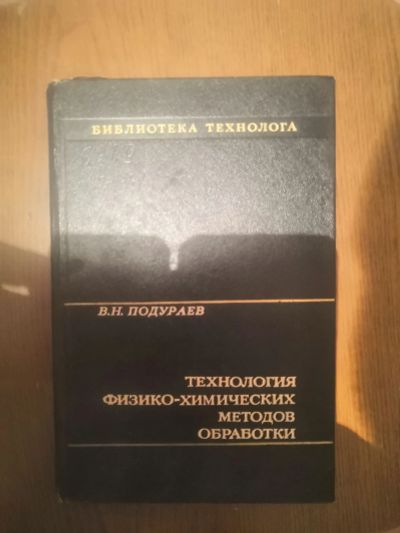 БИБЛИОТЕКА ТЕХНОЛОГА
В.Н. ПОДУРАЕВ
ТЕХНОЛОГИЯ
ФИЗИКО-ХИМИЧЕСКИХ
МЕТОДОВ
ОБРАБОТКИ